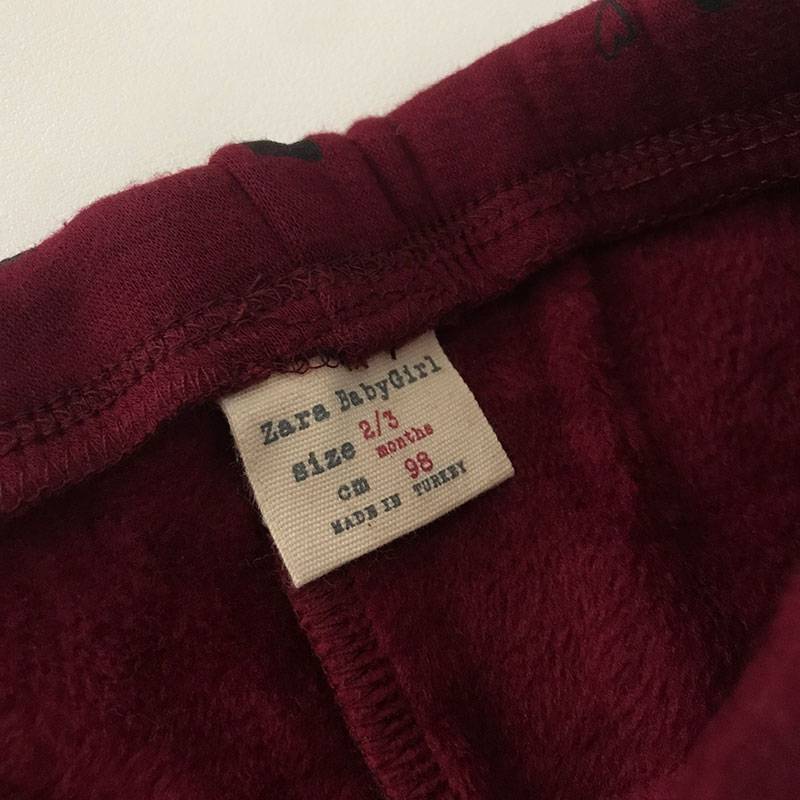 Zara BabyGirl
size 2/3 months
cm 98
MADE IN TURKEY